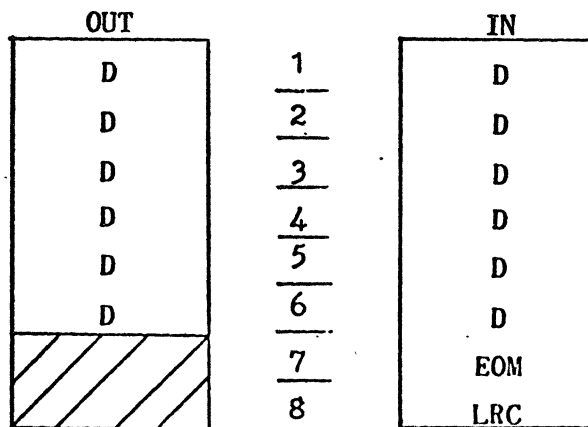 OUT IN
D 1 D
D 2 D
D 3 D
D 4 D
D 5 D
D 6 D
7 EOM
8 LRC